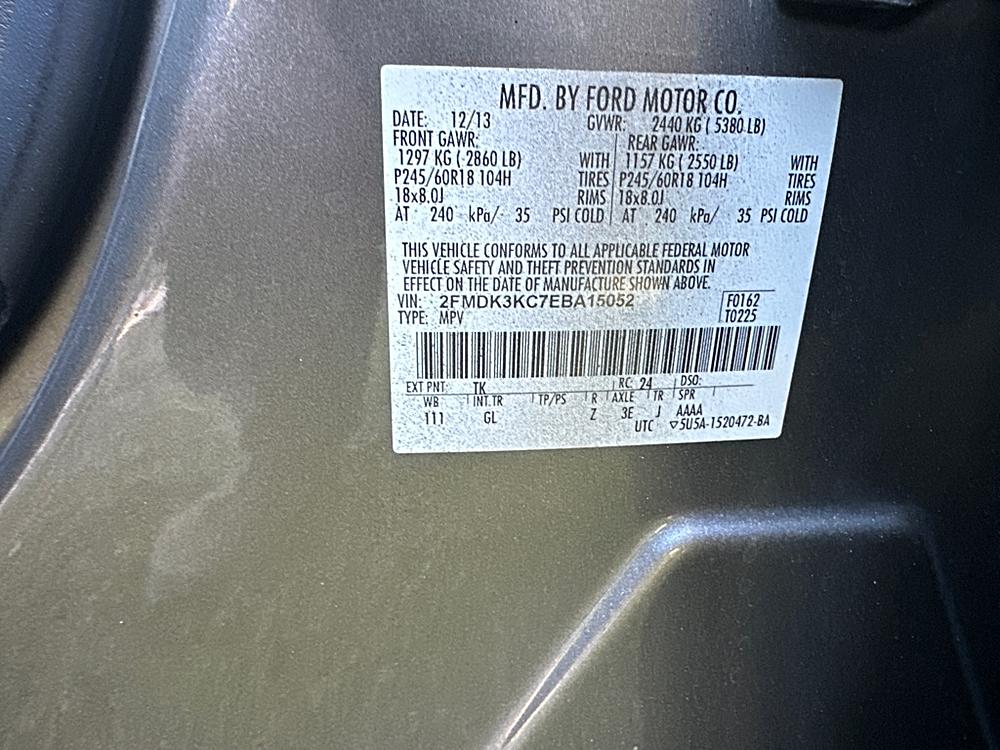 MFD. BY FORD MOTOR CO.
DATE: 12/13 GVWR: 2440 KG ( 5380 LB)
FRONT GAWR: REAR GAWR:
1297 KG ( 2860 LB) WITH 1157 KG ( 2550 LB) WITH
P245/60R18 104H TIRES P245/60R18 104H TIRES
18x8.0J RIMS 18x8.0J RIMS
AT 240 kPa/ 35 PSI COLD AT 240 kPa/ 35 PSI COLD
THIS VEHICLE CONFORMS TO ALL APPLICABLE FEDERAL MOTOR
VEHICLE SAFETY AND THEFT PREVENTION STANDARDS IN
EFFECT ON THE DATE OF MANUFACTURE SHOWN ABOVE.
VIN: 2FMDK3KC7EBA15052 F0162
TYPE: MPV T0225
EXT PNT: TK RC: 24 DSO:
WB INT.TR TP/PS R AXLE TR SPR
111 GL Z 3E J AAAA
UTC ▽5U5A-1520472-BA